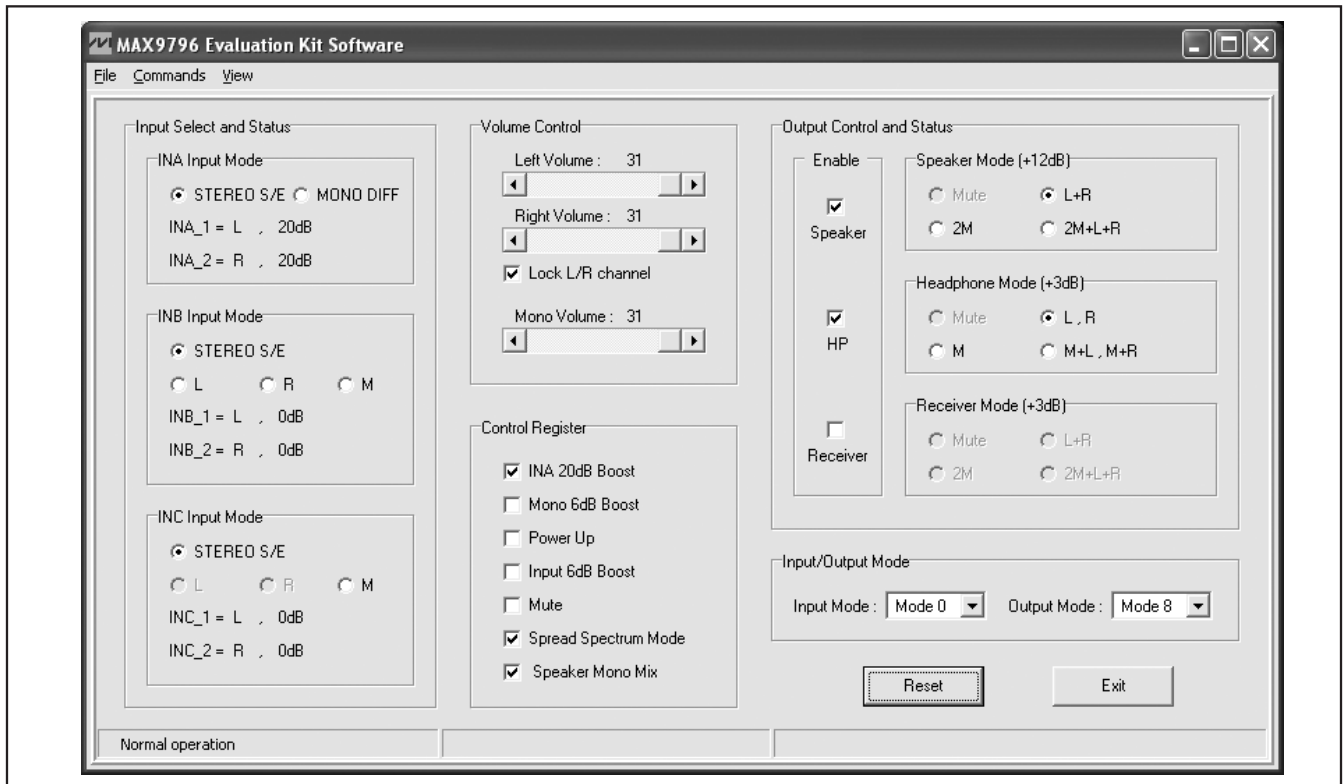 MAX9796 Evaluation Kit Software
File Commands View
Input Select and Status
INA Input Mode
STEREO S/E MONO DIFF
INA_1 = L , 20dB
INA_2 = R , 20dB
INB Input Mode
STEREO S/E
L R M
INB_1 = L , 0dB
INB_2 = R , 0dB
INC Input Mode
STEREO S/E
L R M
INC_1 = L , 0dB
INC_2 = R , 0dB
Volume Control
Left Volume : 31
Right Volume : 31
Lock L/R channel
Mono Volume : 31
Control Register
INA 20dB Boost
Mono 6dB Boost
Power Up
Input 6dB Boost
Mute
Spread Spectrum Mode
Speaker Mono Mix
Output Control and Status
Enable
Speaker
HP
Receiver
Speaker Mode (+12dB)
Mute L+R
2M 2M+L+R
Headphone Mode (+3dB)
Mute L , R
M M+L , M+R
Receiver Mode (+3dB)
Mute L+R
2M 2M+L+R
Input/Output Mode
Input Mode : Mode 0 Output Mode : Mode 8
Reset Exit
Normal operation